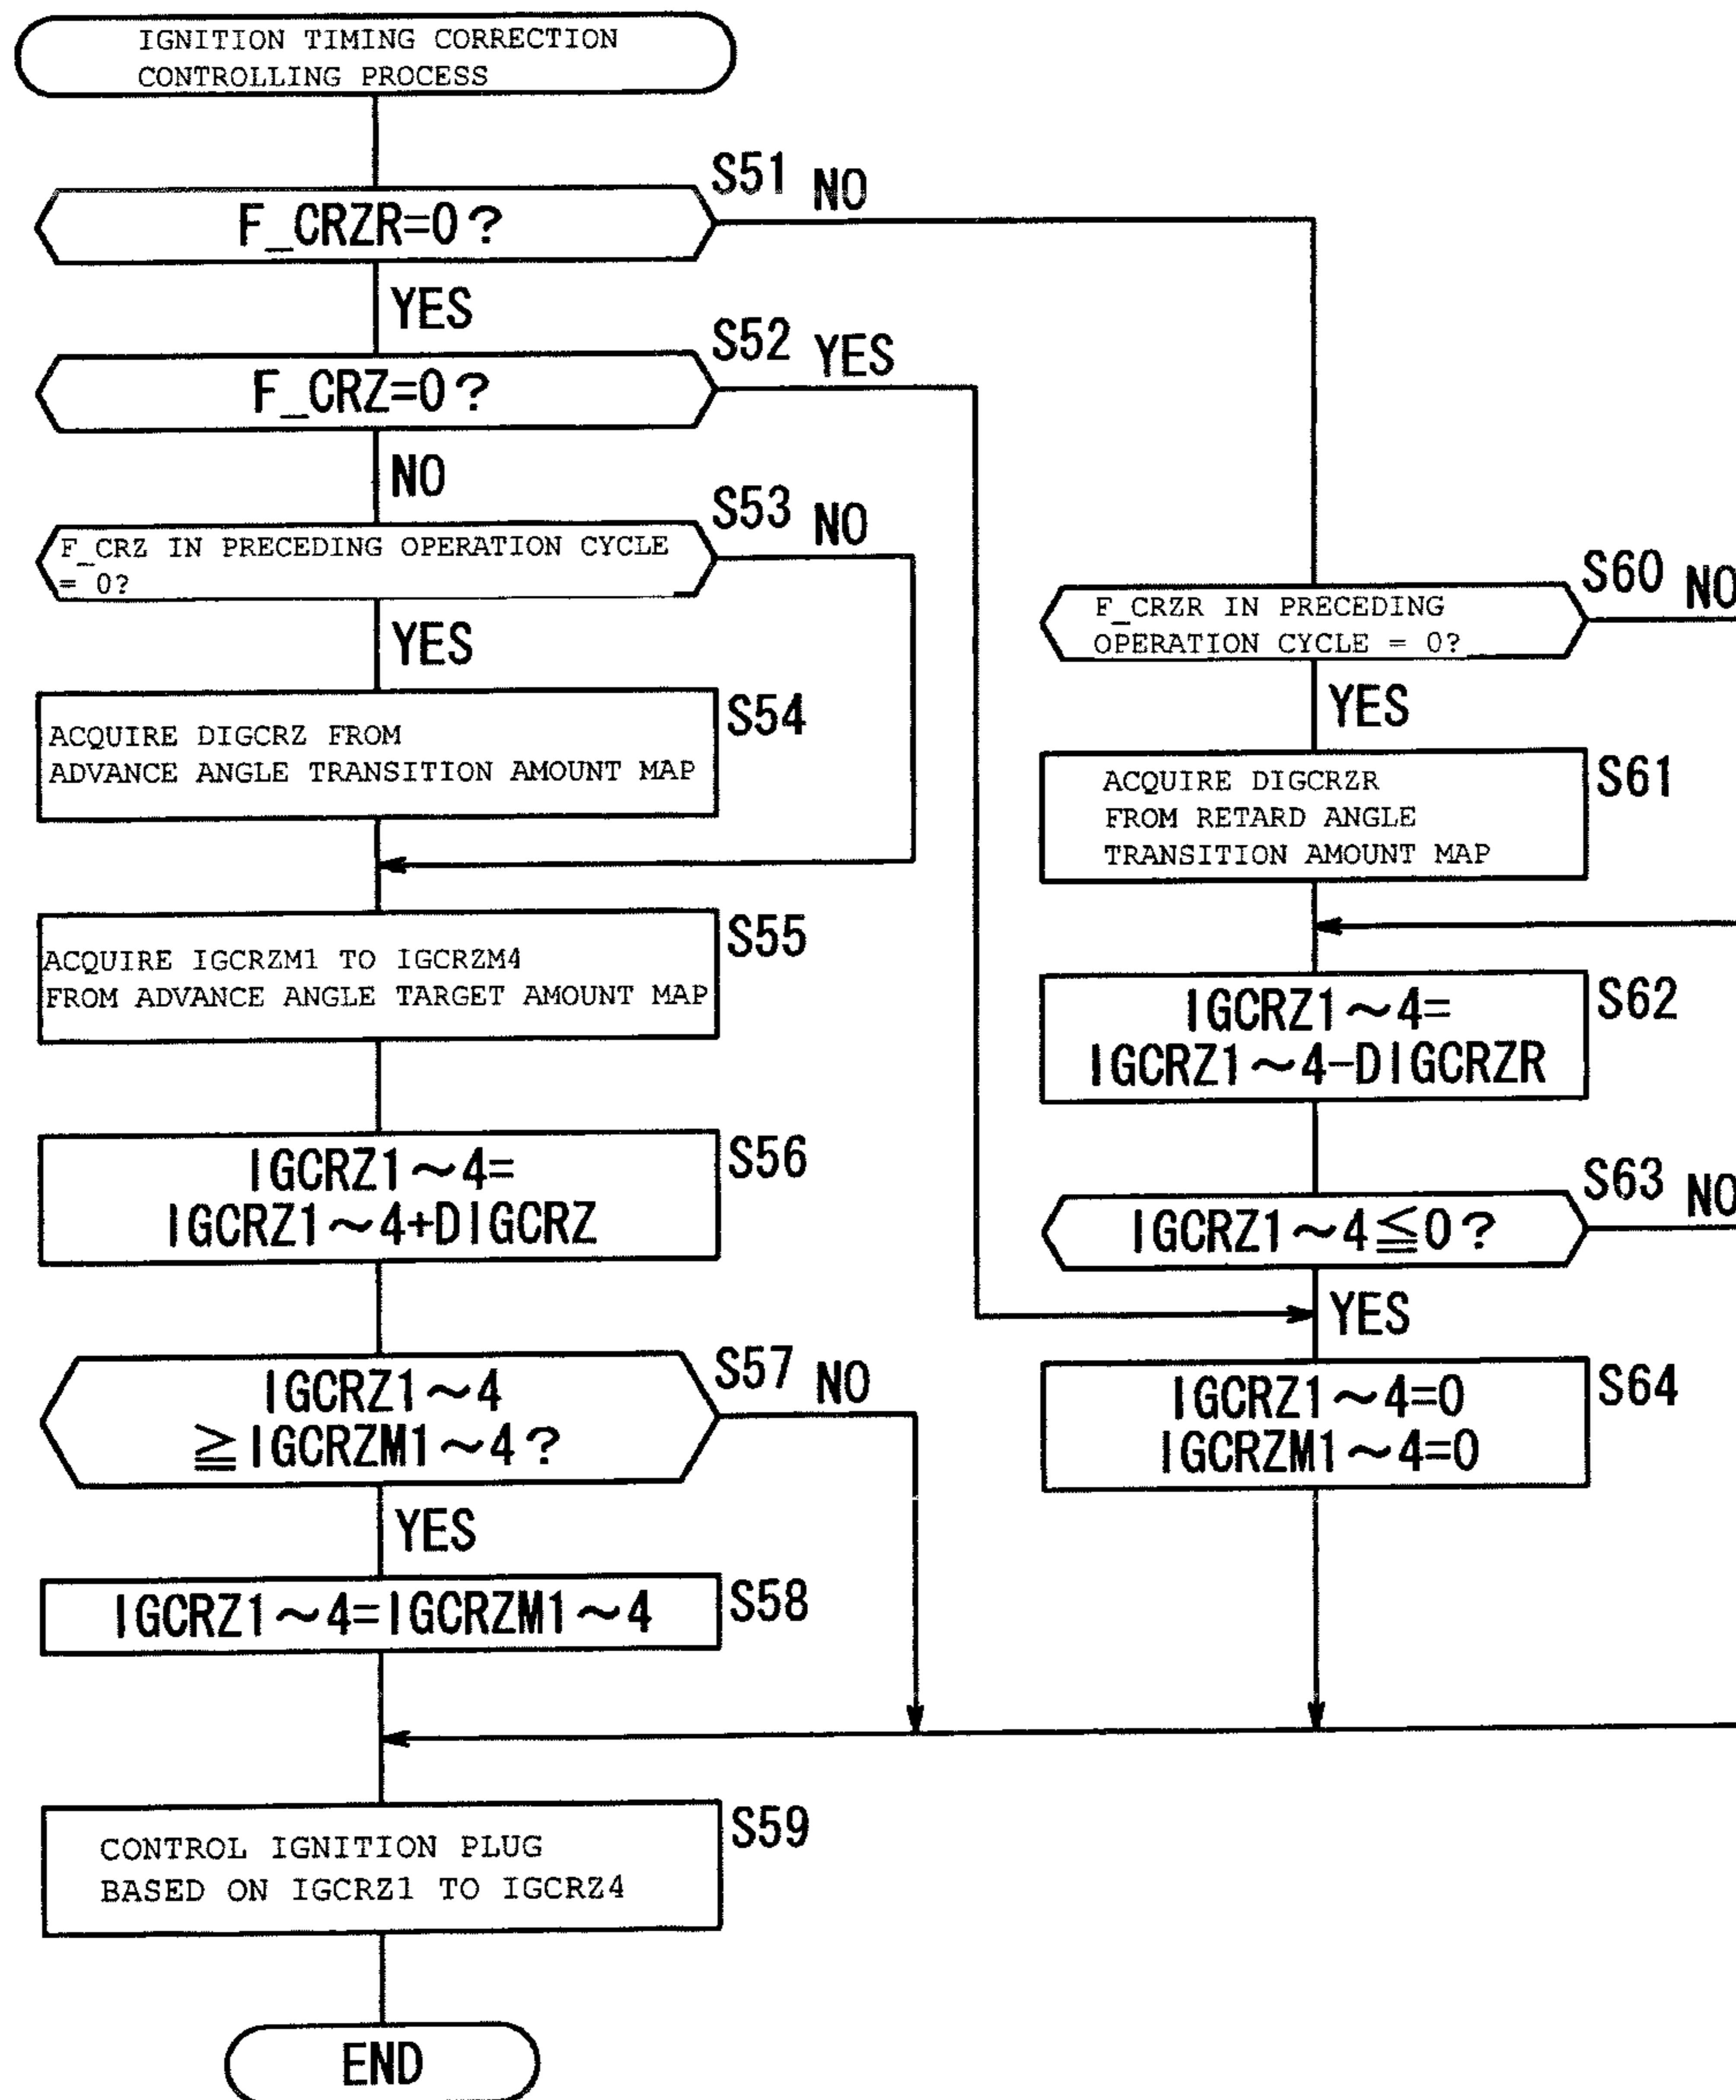 IGNITION TIMING CORRECTION
CONTROLLING PROCESS
S51 NO
F_CRZR=0?
YES
S52 YES
F_CRZ=0?
NO
S53 NO
F_CRZ IN PRECEDING OPERATION CYCLE
= 0?
YES
S54
ACQUIRE DIGCRZ FROM
ADVANCE ANGLE TRANSITION AMOUNT MAP
S55
ACQUIRE IGCRZM1 TO IGCRZM4
FROM ADVANCE ANGLE TARGET AMOUNT MAP
S56
IGCRZ1～4=
IGCRZ1～4+DIGCRZ
S57 NO
IGCRZ1～4
≧IGCRZM1～4?
YES
S58
IGCRZ1～4=IGCRZM1～4
S59
CONTROL IGNITION PLUG
BASED ON IGCRZ1 TO IGCRZ4
END
S60 NO
F_CRZR IN PRECEDING
OPERATION CYCLE = 0?
YES
S61
ACQUIRE DIGCRZR
FROM RETARD ANGLE
TRANSITION AMOUNT MAP
S62
IGCRZ1～4=
IGCRZ1～4-DIGCRZR
S63 NO
IGCRZ1～4≦0?
YES
S64
IGCRZ1～4=0
IGCRZM1～4=0